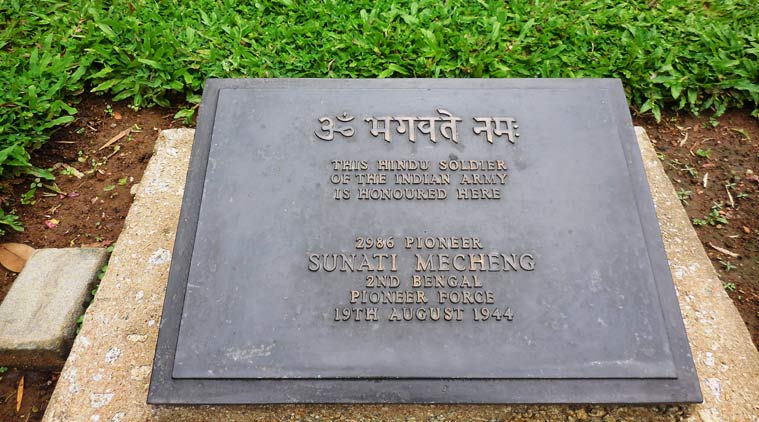 ॐ भगवते नमः
THIS HINDU SOLDIER
OF THE INDIAN ARMY
IS HONOURED HERE
2986 PIONEER
SUNATI MECHENG
2ND BENGAL
PIONEER FORCE
19TH AUGUST 1944